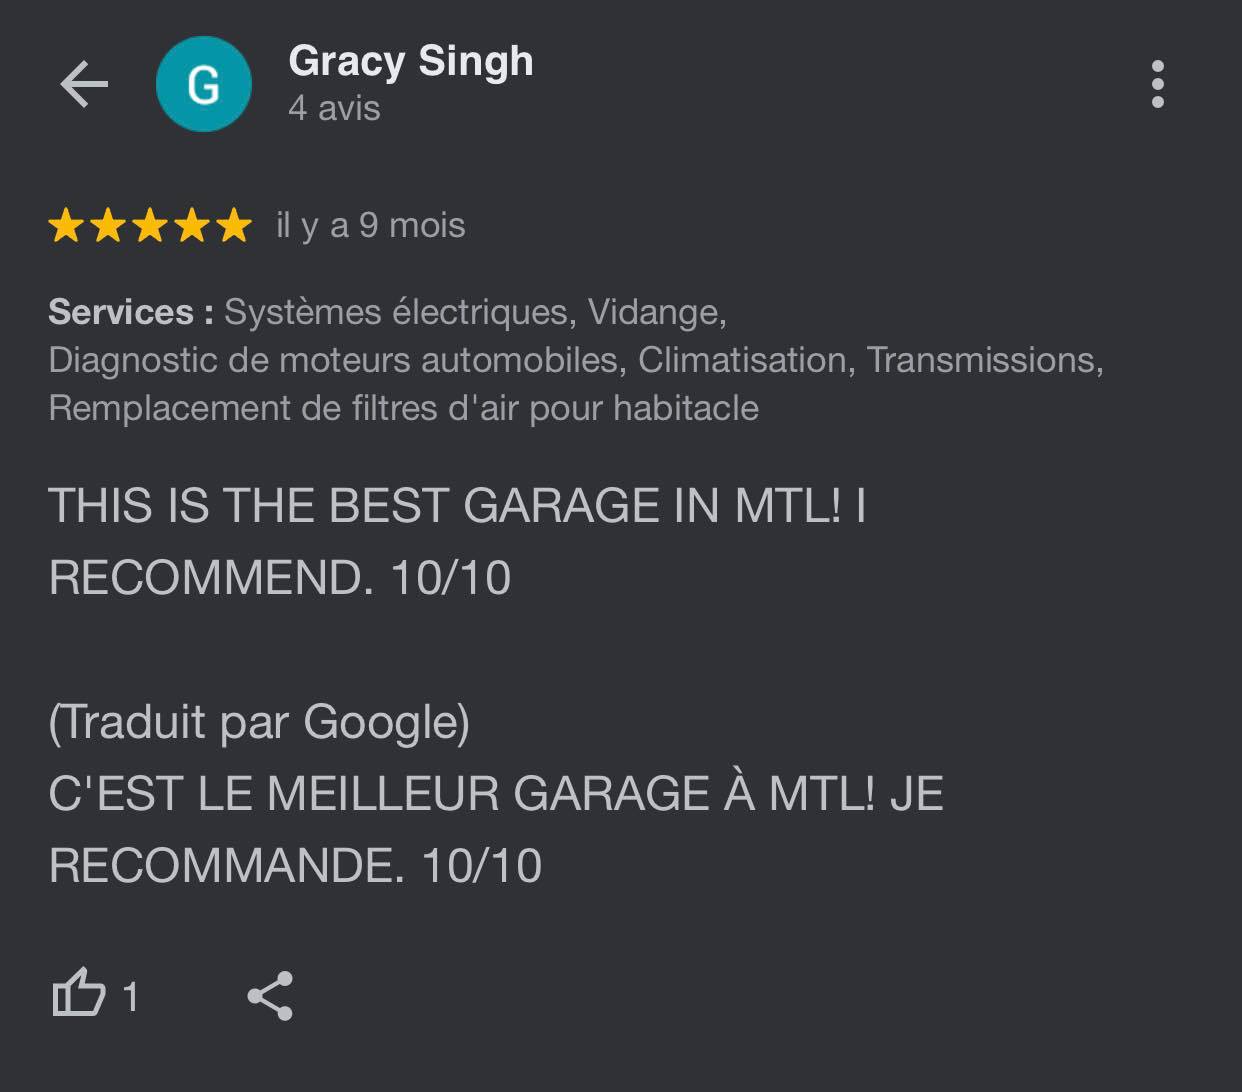 G
Gracy Singh
4 avis
il y a 9 mois
Services : Systèmes électriques, Vidange,
Diagnostic de moteurs automobiles, Climatisation, Transmissions,
Remplacement de filtres d'air pour habitacle
THIS IS THE BEST GARAGE IN MTL! I
RECOMMEND. 10/10
(Traduit par Google)
C'EST LE MEILLEUR GARAGE À MTL! JE
RECOMMANDE. 10/10
1